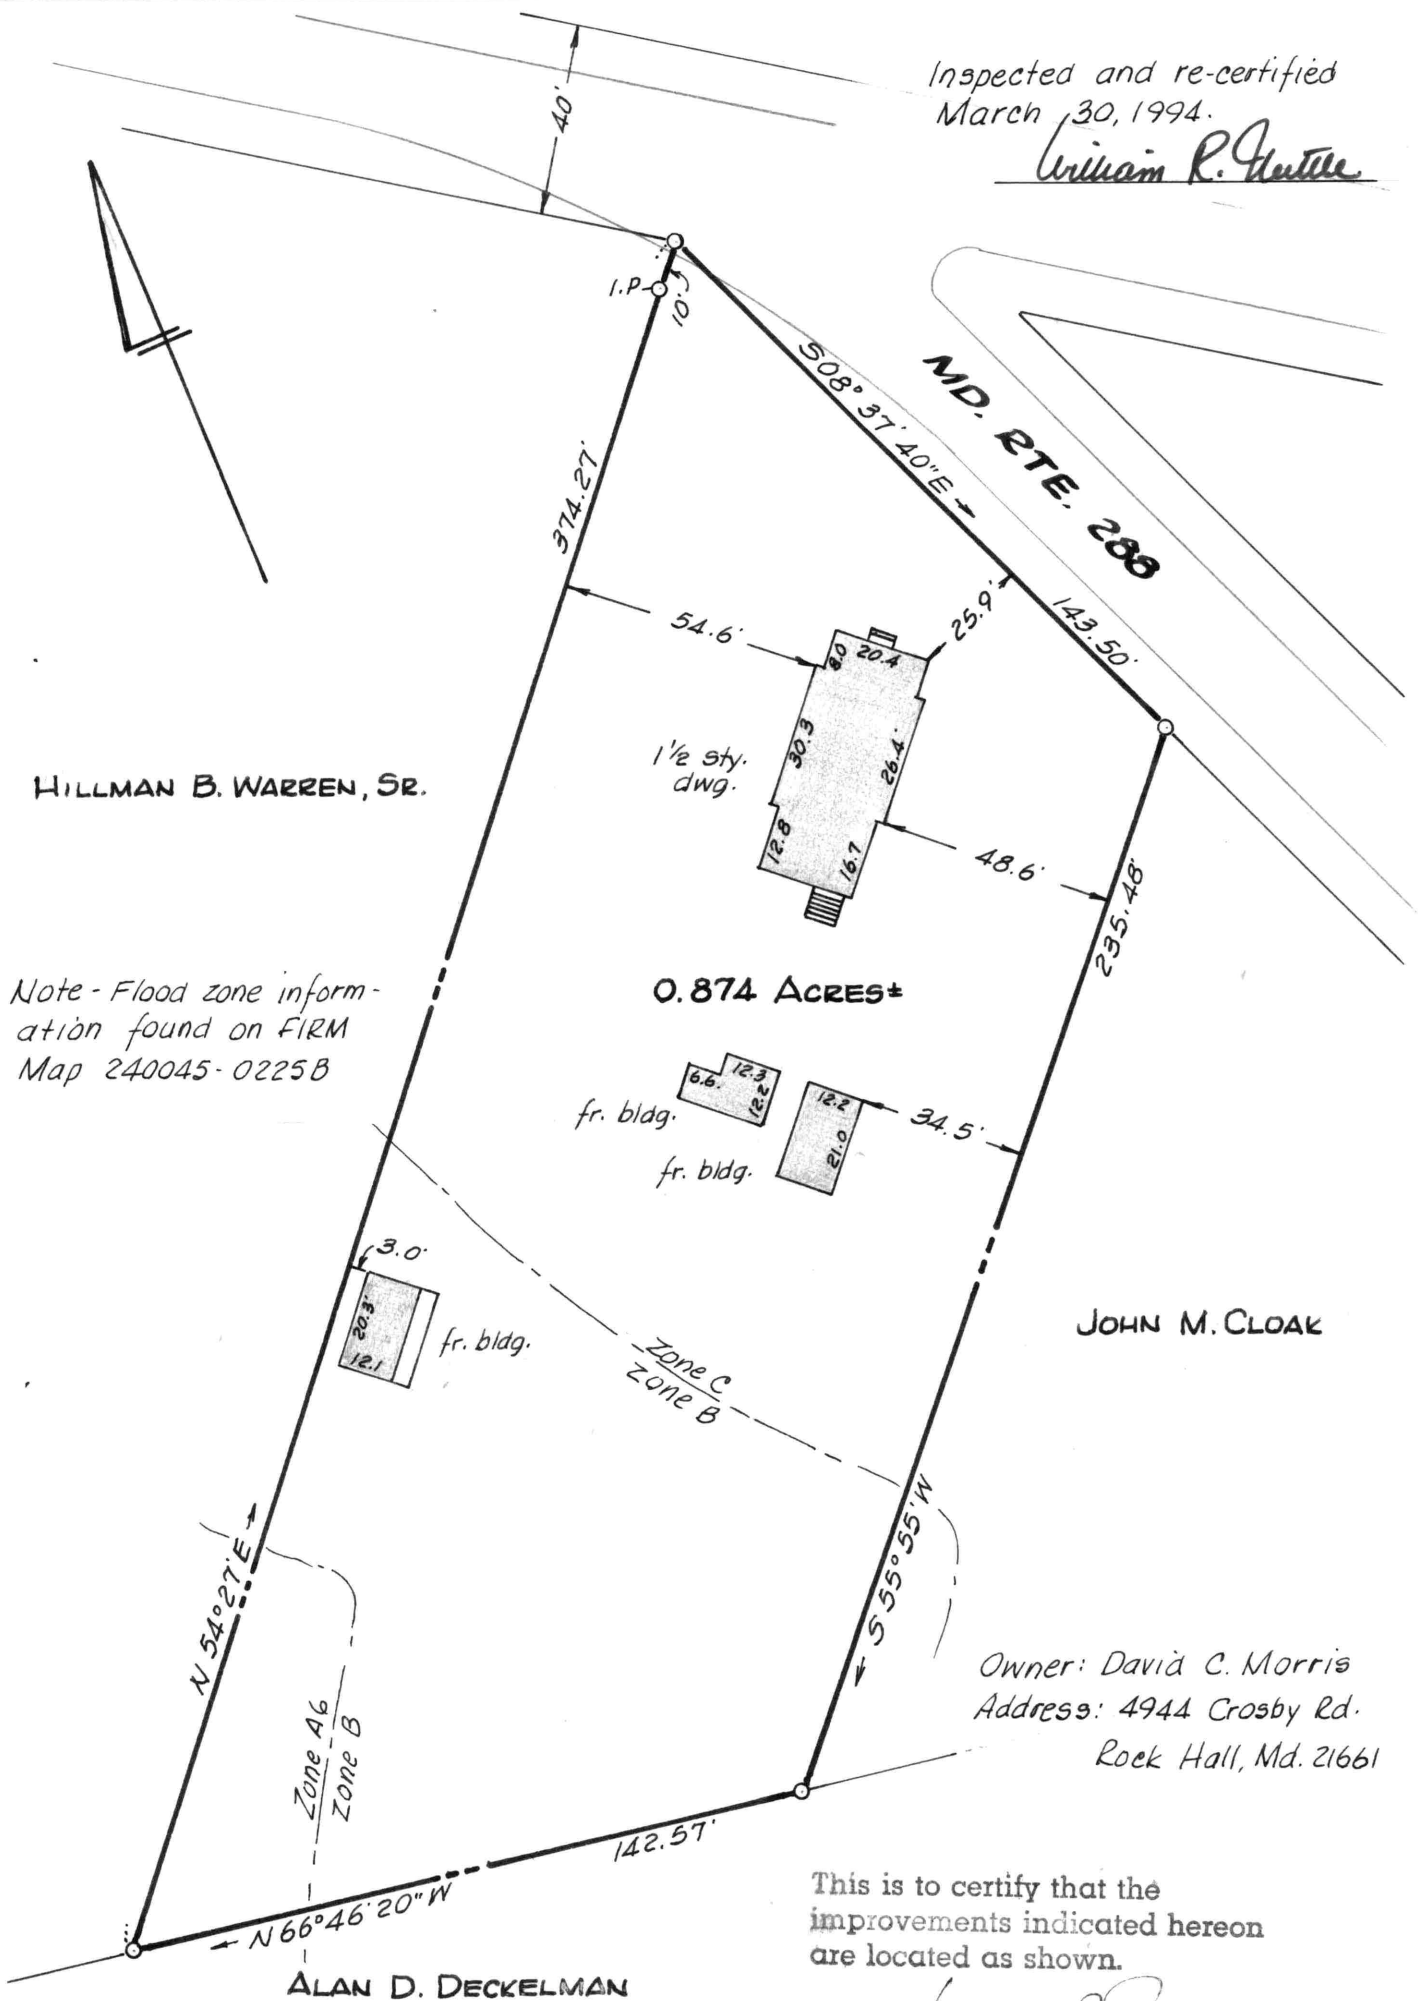 Inspected and re-certified
March 30, 1994.
William R.
40'
I.P.
10'
MD. RTE. 288
S08° 37' 40"E
143.50'
374.27'
54.6'
25.9'
8.0
20.4
30.3
26.4'
1 1/2 sty.
dwg.
12.8
16.7
48.6'
235.48'
HILLMAN B. WARREN, SR.
Note - Flood zone inform-
ation found on FIRM
Map 240045-0225B
0.874 ACRES±
6.6.
12.3
12.2
fr. bldg.
12.2
21.0
34.5'
fr. bldg.
3.0'
20.3'
12.1
fr. bldg.
JOHN M. CLOAK
Zone C
Zone B
S 55° 55' W
N 54° 27' E
Zone A6
Zone B
Owner: David C. Morris
Address: 4944 Crosby Rd.
Rock Hall, Md. 21661
142.57'
N 66° 46' 20" W
ALAN D. DECKELMAN
This is to certify that the
improvements indicated hereon
are located as shown.